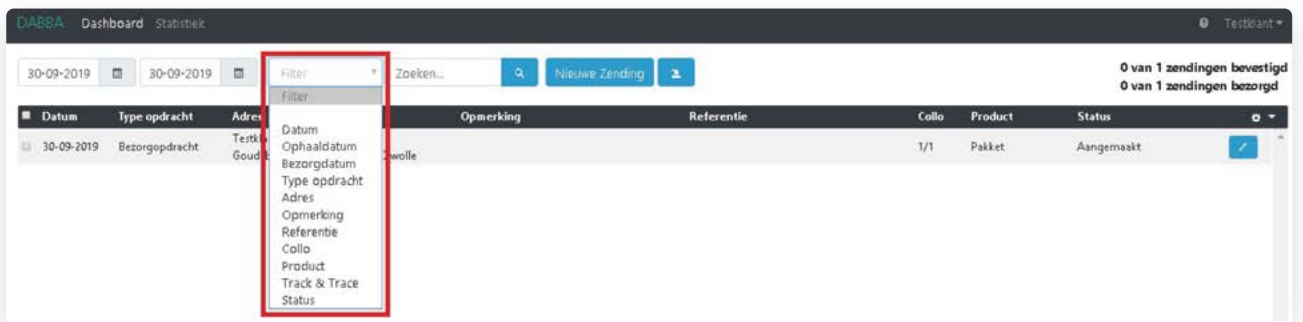 DABBA Dashboard Statistiek Testklant
30-09-2019 30-09-2019 Filter Zoeken... Nieuwe Zending
0 van 1 zendingen bevestigd
0 van 1 zendingen bezorgd
Filter
Datum
Ophaaldatum
Bezorgdatum
Type opdracht
Adres
Opmerking
Referentie
Collo
Product
Track & Trace
Status
Datum Type opdracht Opmerking Referentie Collo Product Status
30-09-2019 Bezorgopdracht 1/1 Pakket Aangemaakt